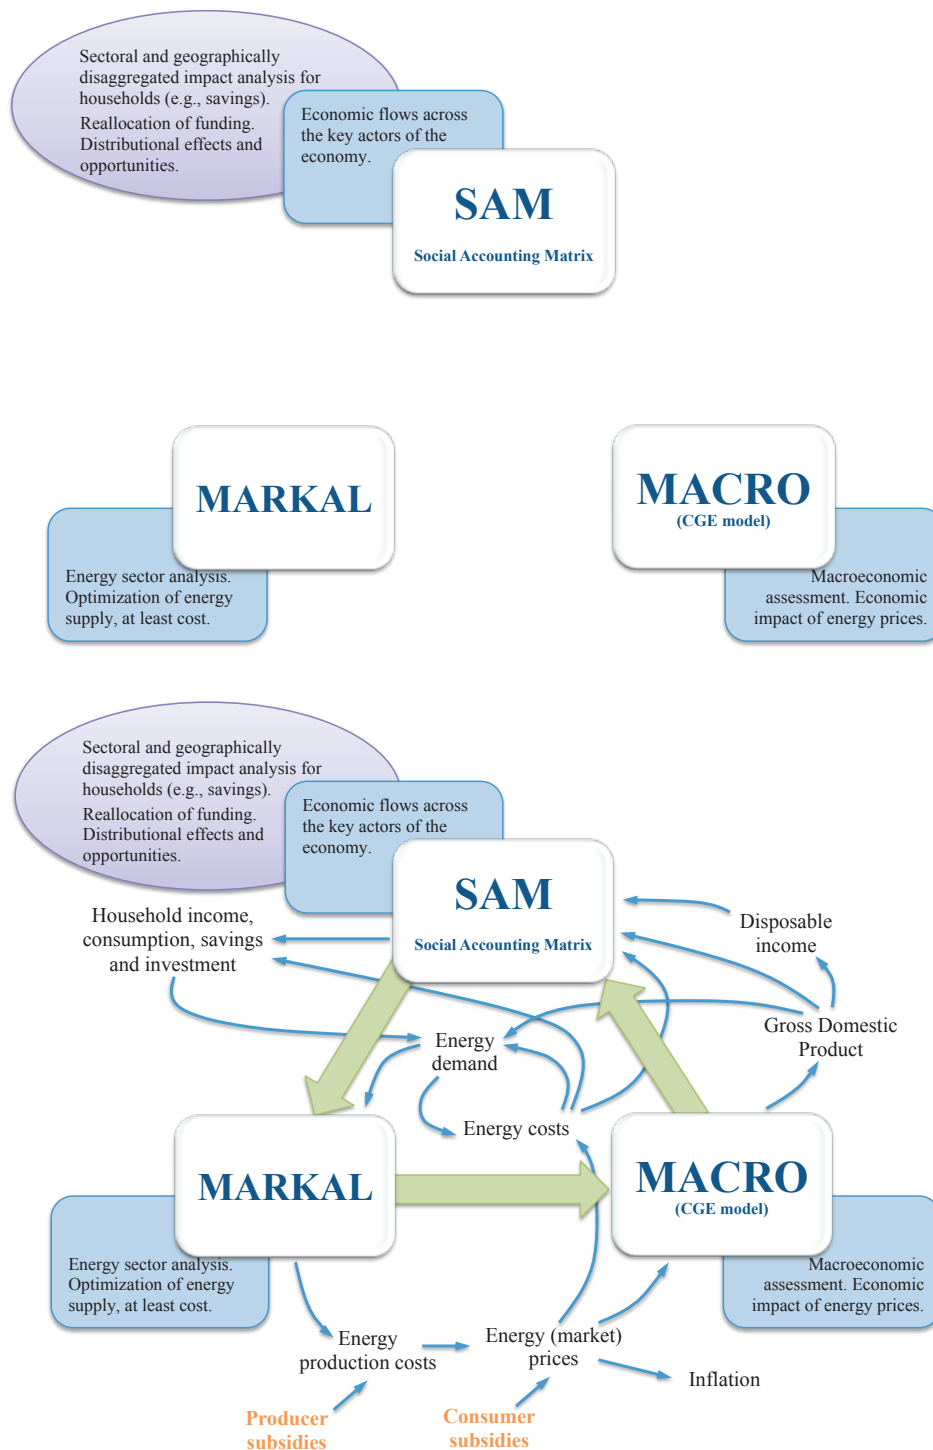 Sectoral and geographically
disaggregated impact analysis for
households (e.g., savings).
Reallocation of funding.
Distributional effects and
opportunities.
Economic flows across
the key actors of the
economy.
SAM
Social Accounting Matrix
MARKAL
Energy sector analysis.
Optimization of energy
supply, at least cost.
MACRO
(CGE model)
Macroeconomic
assessment. Economic
impact of energy prices.
Sectoral and geographically
disaggregated impact analysis for
households (e.g., savings).
Reallocation of funding.
Distributional effects and
opportunities.
Economic flows across
the key actors of the
economy.
SAM
Social Accounting Matrix
Household income,
consumption, savings
and investment
Disposable
income
Gross Domestic
Product
Energy
demand
Energy costs
MARKAL
Energy sector analysis.
Optimization of energy
supply, at least cost.
MACRO
(CGE model)
Macroeconomic
assessment. Economic
impact of energy prices.
Energy
production costs
Energy (market)
prices
Inflation
Producer
subsidies
Consumer
subsidies